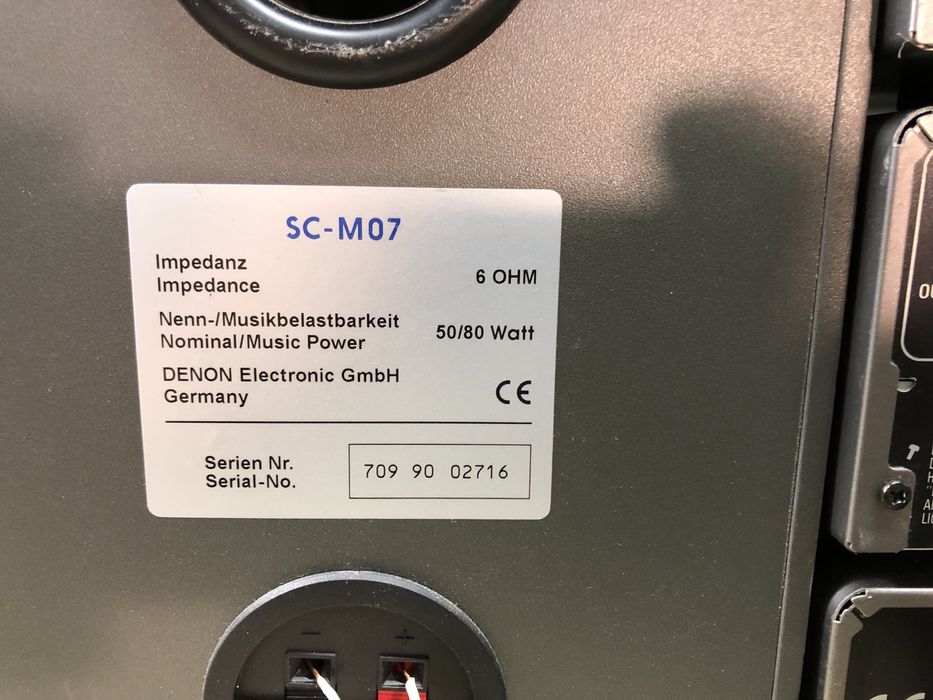 SC-M07
Impedanz
Impedance
6 OHM
Nenn-/Musikbelastbarkeit
Nominal/Music Power
50/80 Watt
DENON Electronic GmbH
Germany
CE
Serien Nr.
Serial-No.
709 90 02716
- +